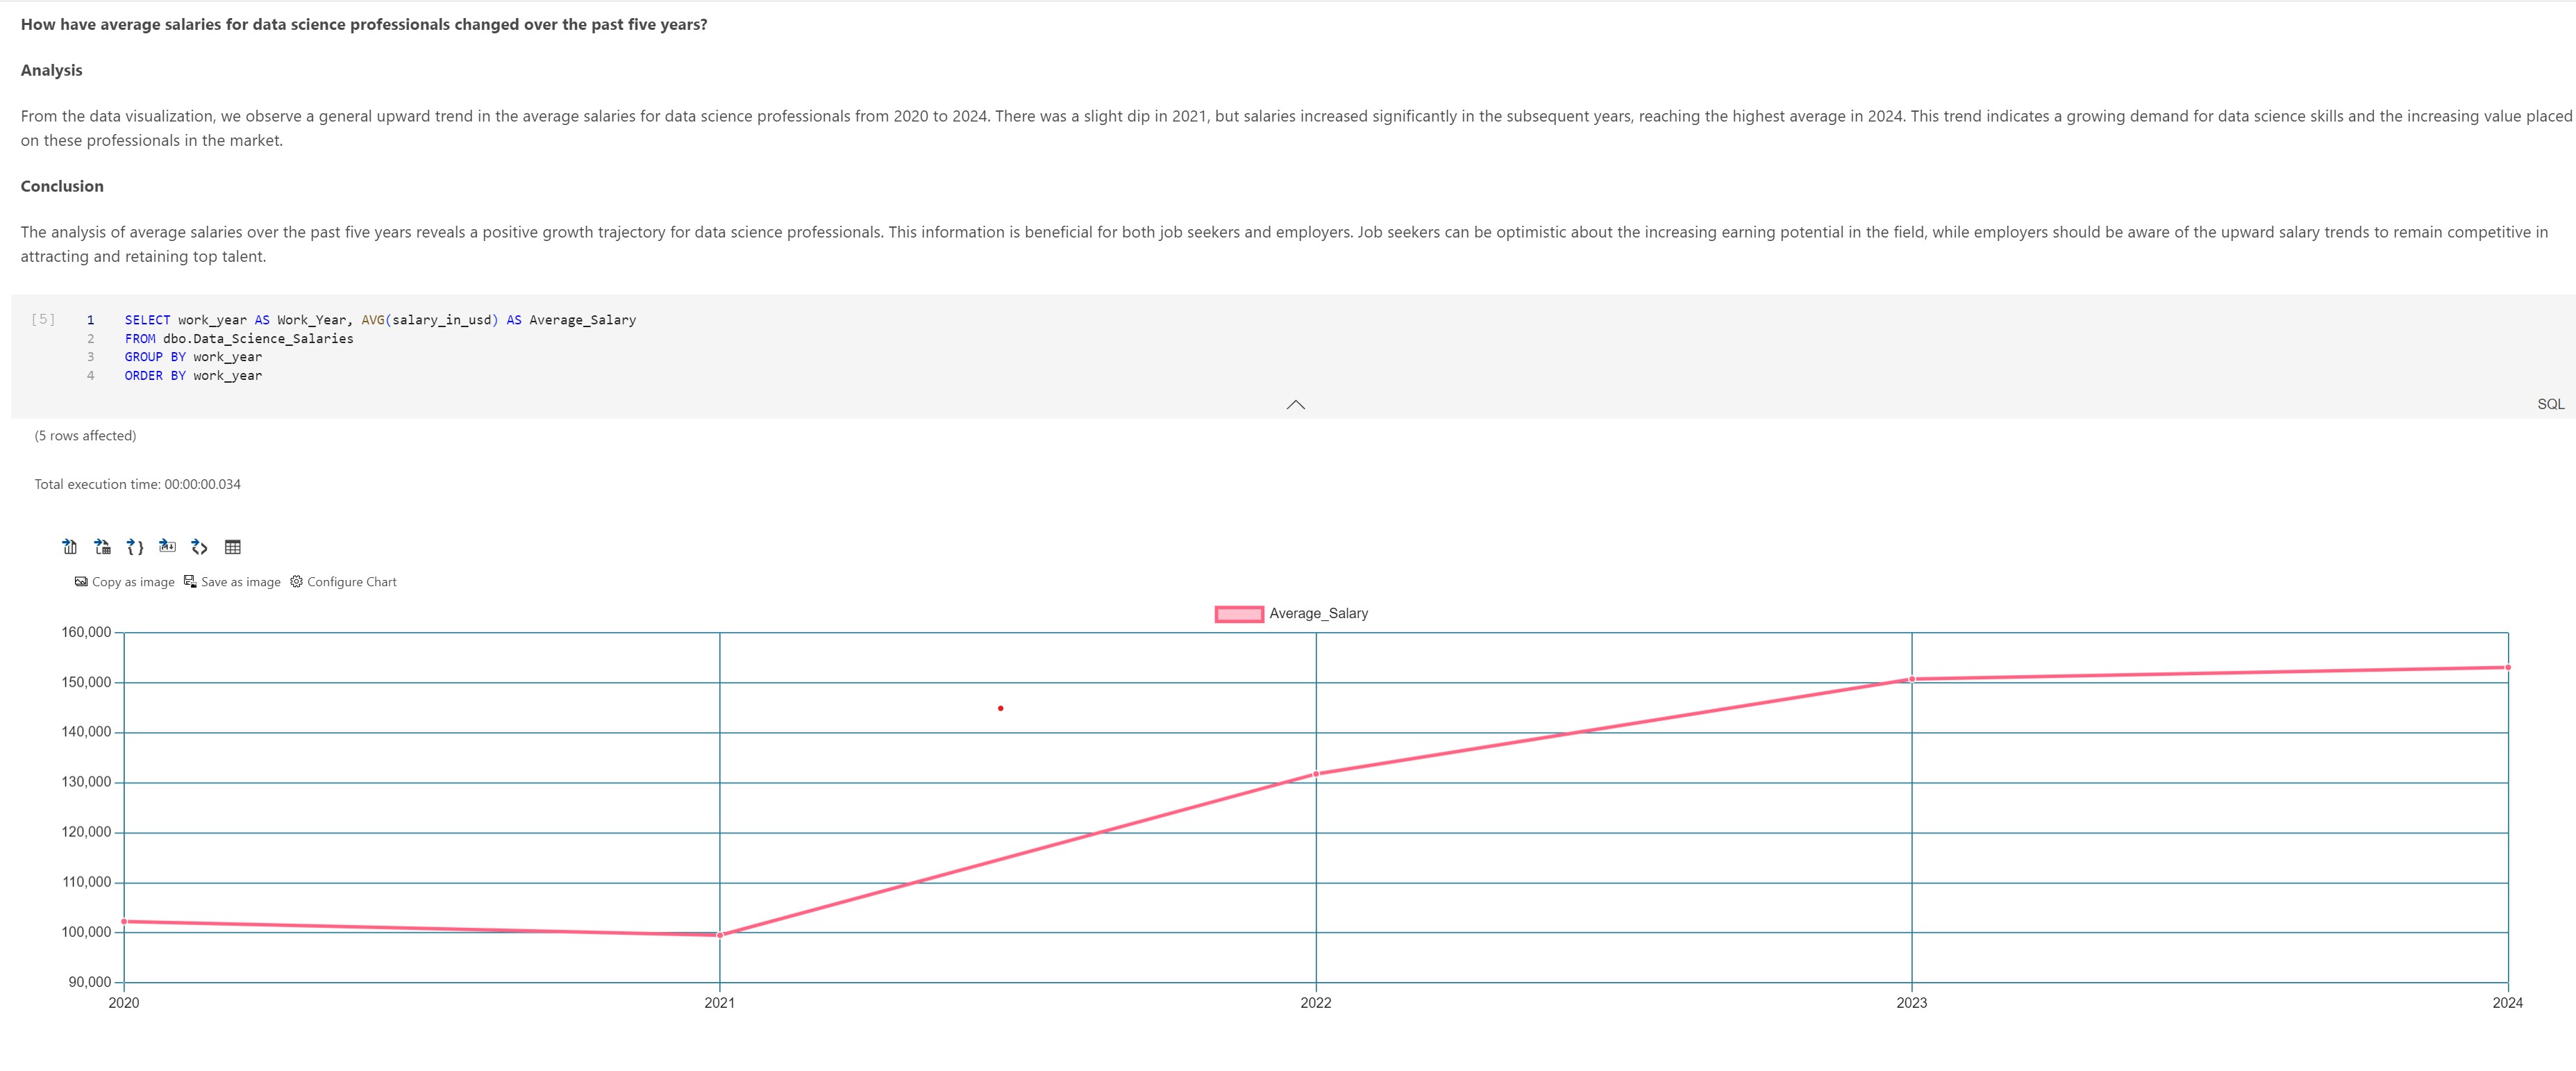 How have average salaries for data science professionals changed over the past five years?
Analysis
From the data visualization, we observe a general upward trend in the average salaries for data science professionals from 2020 to 2024. There was a slight dip in 2021, but salaries increased significantly in the subsequent years, reaching the highest average in 2024. This trend indicates a growing demand for data science skills and the increasing value placed
on these professionals in the market.
Conclusion
The analysis of average salaries over the past five years reveals a positive growth trajectory for data science professionals. This information is beneficial for both job seekers and employers. Job seekers can be optimistic about the increasing earning potential in the field, while employers should be aware of the upward salary trends to remain competitive in
attracting and retaining top talent.
[5] 1 SELECT work_year AS Work_Year, AVG(salary_in_usd) AS Average_Salary
2 FROM dbo.Data_Science_Salaries
3 GROUP BY work_year
4 ORDER BY work_year
SQL
(5 rows affected)
Total execution time: 00:00:00.034
Copy as image Save as image Configure Chart
Average_Salary
160,000
150,000
140,000
130,000
120,000
110,000
100,000
90,000
2020 2021 2022 2023 2024